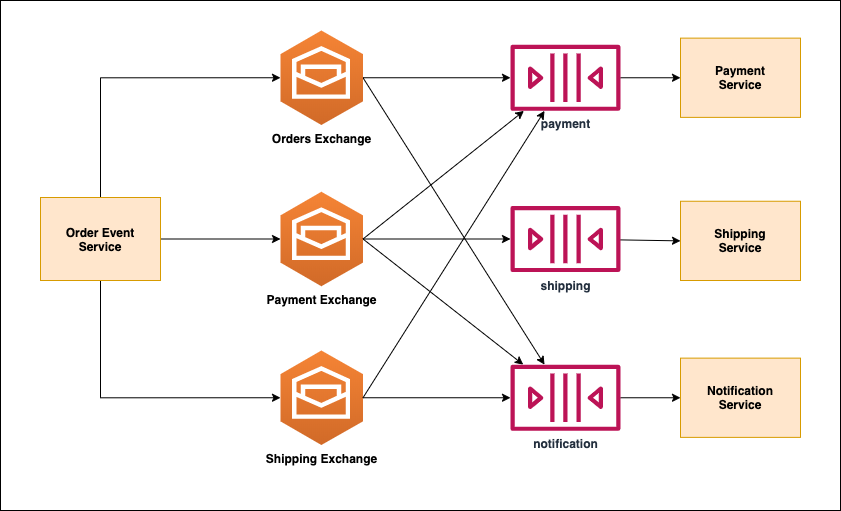 Orders Exchange
payment
Payment
Service
Order Event
Service
Payment Exchange
shipping
Shipping
Service
Shipping Exchange
notification
Notification
Service